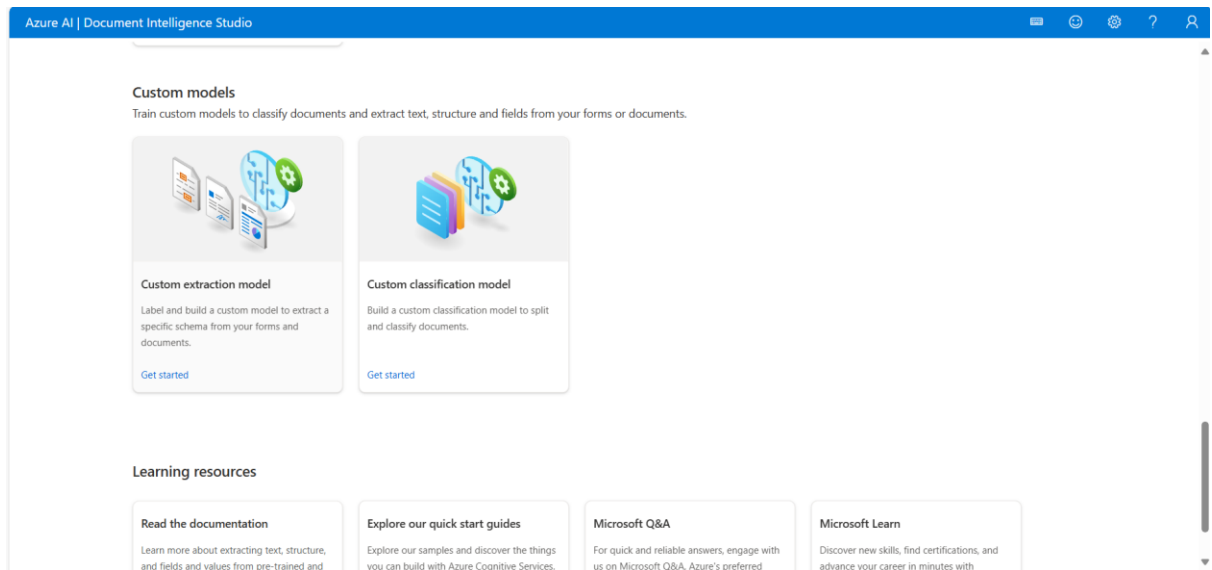 Azure AI | Document Intelligence Studio
Custom models
Train custom models to classify documents and extract text, structure and fields from your forms or documents.
Custom extraction model
Label and build a custom model to extract a
specific schema from your forms and
documents.
Get started
Custom classification model
Build a custom classification model to split
and classify documents.
Get started
Learning resources
Read the documentation
Learn more about extracting text, structure,
and fields and values from pre-trained and
Explore our quick start guides
Explore our samples and discover the things
you can build with Azure Cognitive Services.
Microsoft Q&A
For quick and reliable answers, engage with
us on Microsoft Q&A. Azure's preferred
Microsoft Learn
Discover new skills, find certifications, and
advance your career in minutes with